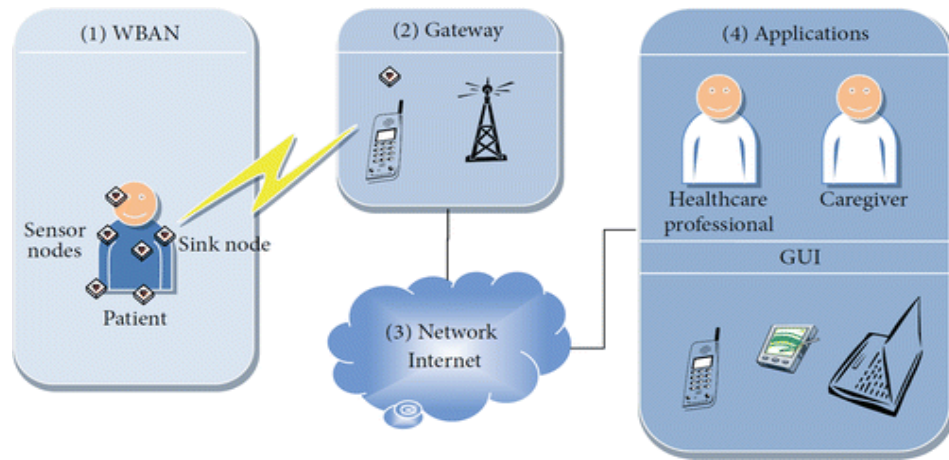 (1) WBAN
Sensor
nodes
Sink node
Patient
(2) Gateway
(3) Network
Internet
(4) Applications
Healthcare
professional
Caregiver
GUI